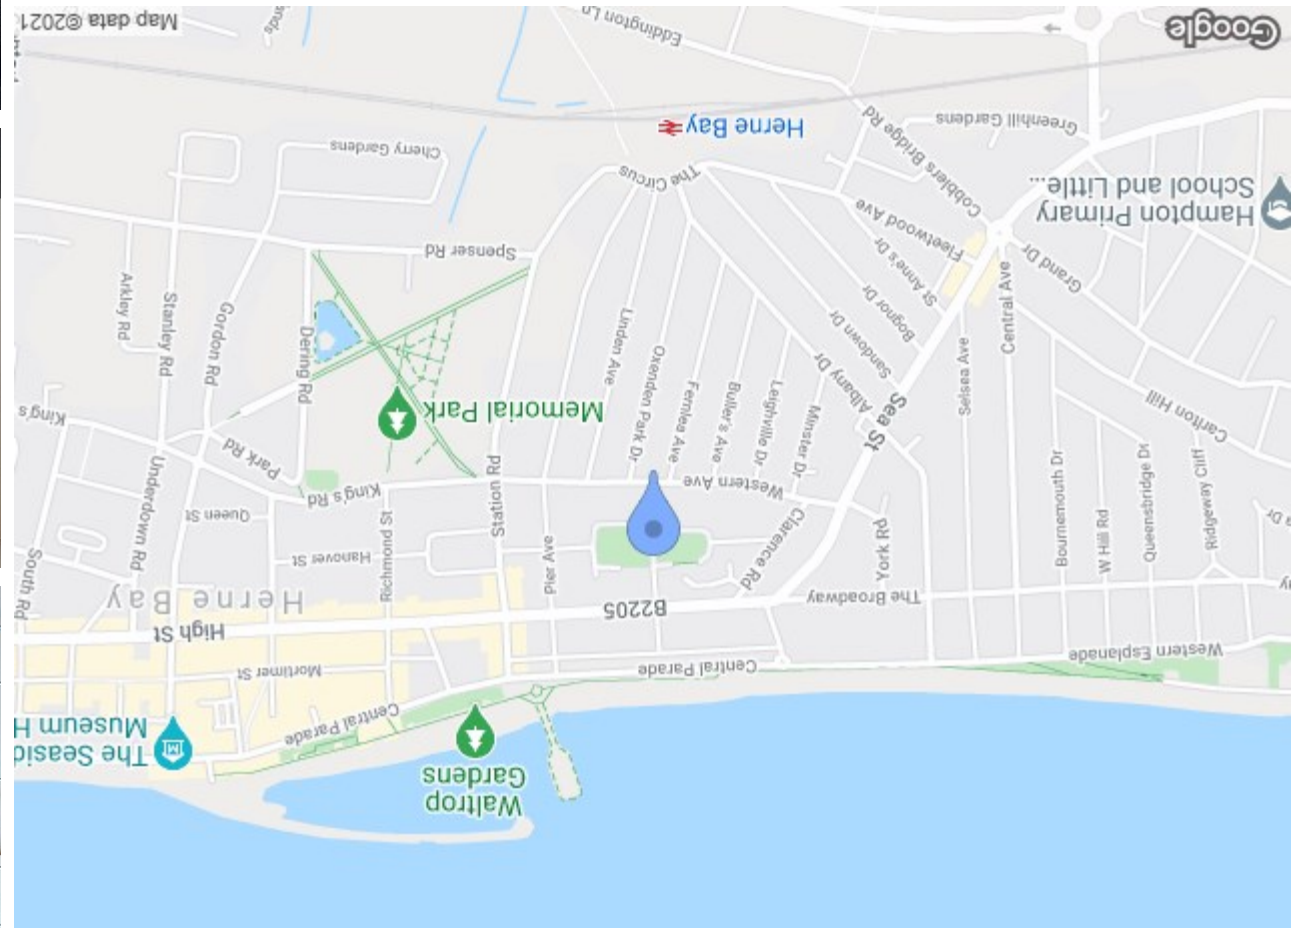 Waltrop
Gardens
The Seasid
Museum H
Central Parade
Western Esplanade
Central Parade
Mortimer St
High St
B2205
The Broadway
Herne Bay
ay
Ridgeway Cliff
Queensbridge Dr
W Hill Rd
Bournemouth Dr
York Rd
Clarence Rd
Pier Ave
Station Rd
Richmond St
Hanover St
Queen St
Underdown Rd
South Rd
Western Ave
King's Rd
Park Rd
King's
Carlton Hill
Selsea Ave
Central Ave
Sea St
Minster Dr
Leighville Dr
Buller's Ave
Fernlea Ave
Oxenden Park Dr
Linden Ave
Memorial Park
Albany Dr
Sandown Dr
Bognor Dr
St Anne's Dr
Fleetwood Ave
Dering Rd
Gordon Rd
Stanley Rd
Arkley Rd
Grand Dr
Spenser Rd
Hampton Primary
School and Little...
Cobblers Bridge Rd
The Circus
Cherry Gardens
Greenhill Gardens
Herne Bay
Eddington Ln
Google
Map data ©2021